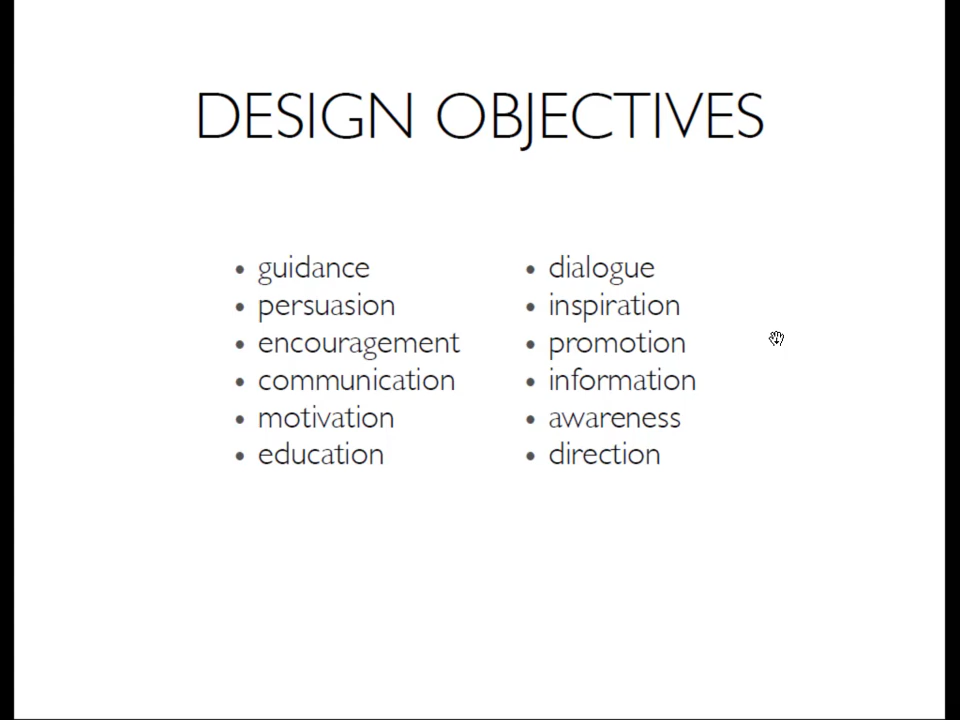 DESIGN OBJECTIVES
• guidance
• persuasion
• encouragement
• communication
• motivation
• education
• dialogue
• inspiration
• promotion
• information
• awareness
• direction